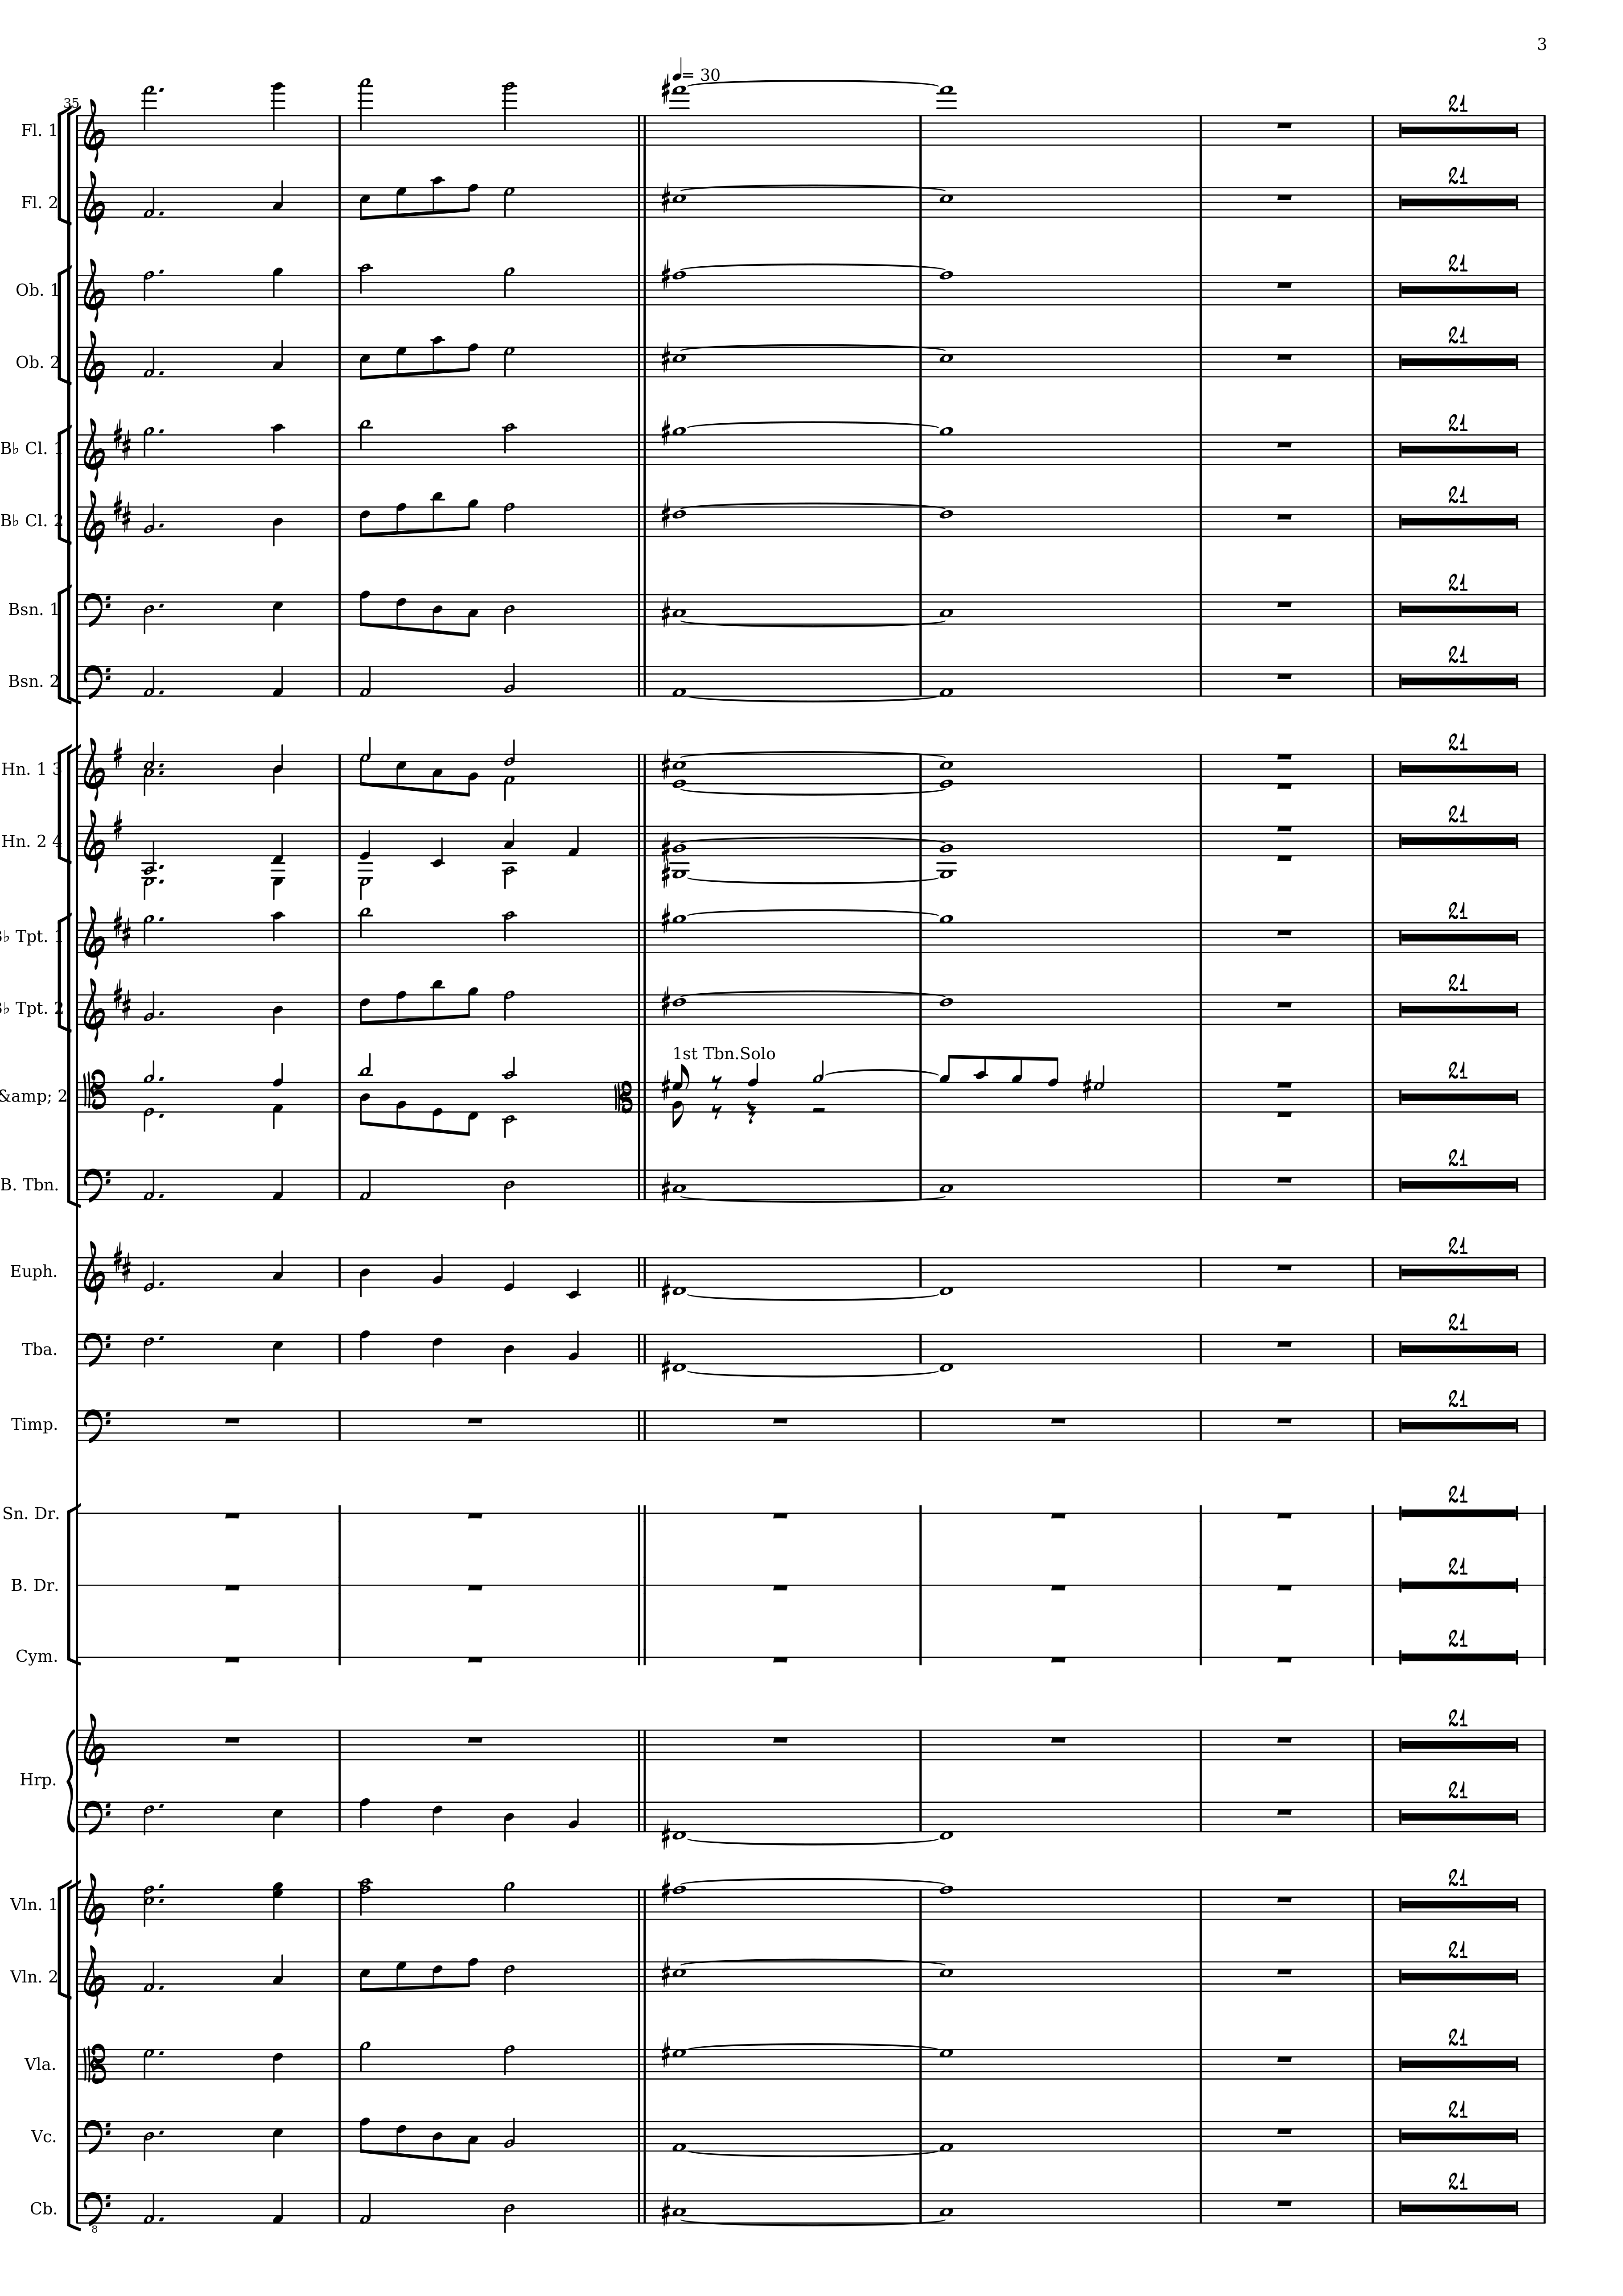 3
= 30
35
Fl. 1
21
Fl. 2
21
Ob. 1
21
Ob. 2
21
B♭ Cl. 1
21
B♭ Cl. 2
21
Bsn. 1
21
Bsn. 2
21
Hn. 1 3
21
Hn. 2 4
21
B♭ Tpt. 1
21
B♭ Tpt. 2
21
1st Tbn.Solo
&amp; 2
21
B. Tbn.
21
Euph.
21
Tba.
21
Timp.
21
Sn. Dr.
21
B. Dr.
21
Cym.
21
21
Hrp.
21
Vln. 1
21
Vln. 2
21
Vla.
21
Vc.
21
Cb.
21
8